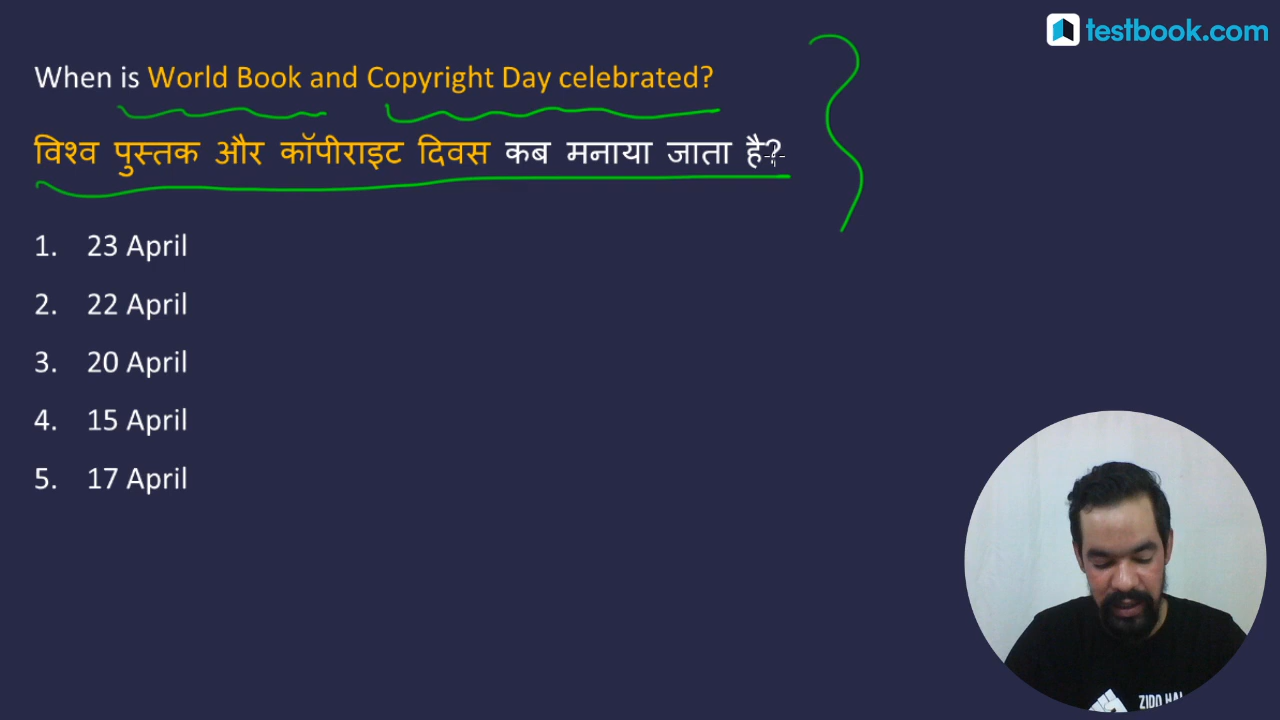 testbook.com
When is World Book and Copyright Day celebrated?
विश्व पुस्तक और कॉपीराइट दिवस कब मनाया जाता है?
1. 23 April
2. 22 April
3. 20 April
4. 15 April
5. 17 April